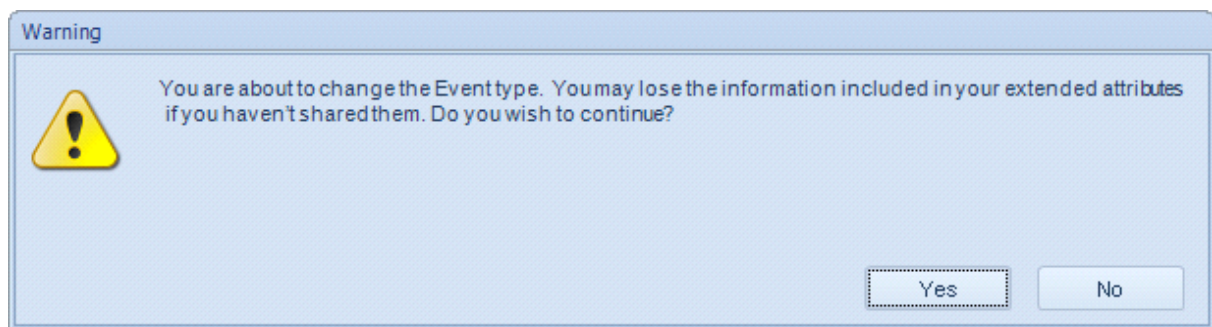 Warning
You are about to change the Event type. You may lose the information included in your extended attributes
if you haven't shared them. Do you wish to continue?
Yes No